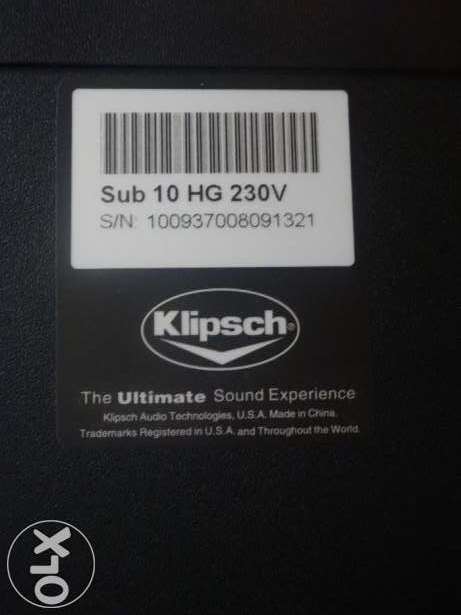 Sub 10 HG 230V
S/N: 100937008091321
Klipsch®
The Ultimate Sound Experience
Klipsch Audio Technologies, U.S.A. Made in China.
Trademarks Registered in U.S.A. and Throughout the World.
OLX